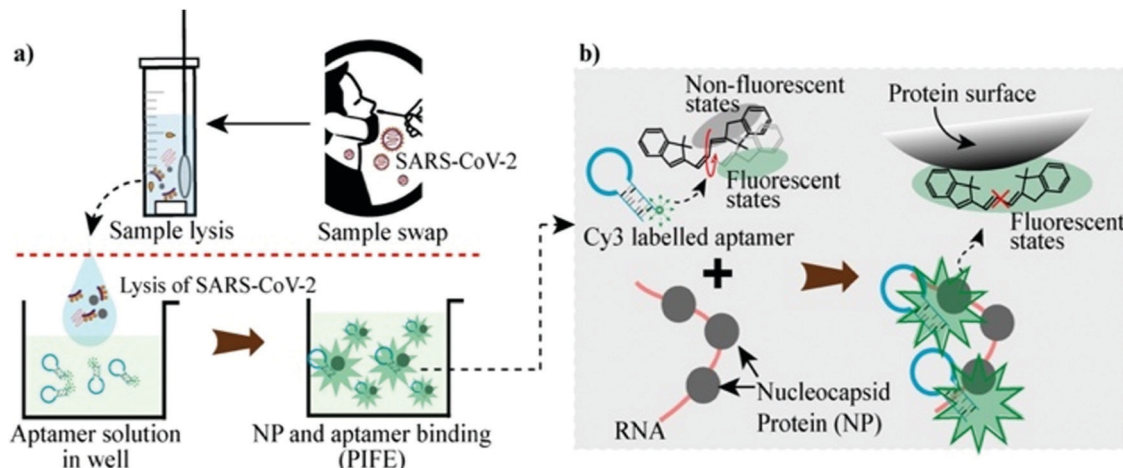 a)
SARS-CoV-2
Sample lysis
Sample swap
Lysis of SARS-CoV-2
Aptamer solution
in well
NP and aptamer binding
(PIFE)
b)
Non-fluorescent
states
Fluorescent
states
Cy3 labelled aptamer
+
RNA
Nucleocapsid
Protein (NP)
Protein surface
Fluorescent
states